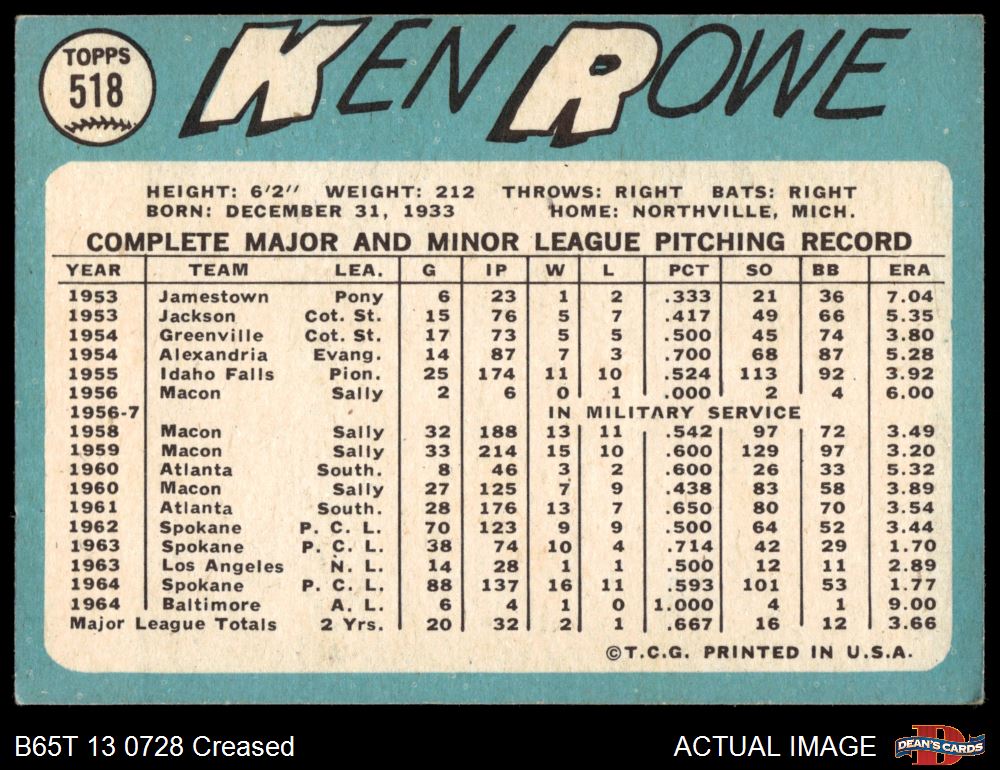 TOPPS
518
KEN ROWE
HEIGHT: 6'2" WEIGHT: 212 THROWS: RIGHT BATS: RIGHT
BORN: DECEMBER 31, 1933 HOME: NORTHVILLE, MICH.
COMPLETE MAJOR AND MINOR LEAGUE PITCHING RECORD
YEAR TEAM LEA. G IP W L PCT SO BB ERA
1953 Jamestown Pony 6 23 1 2 .333 21 36 7.04
1953 Jackson Cot. St. 15 76 5 7 .417 49 66 5.35
1954 Greenville Cot. St. 17 73 5 5 .500 45 74 3.80
1954 Alexandria Evang. 14 87 7 3 .700 68 87 5.28
1955 Idaho Falls Pion. 25 174 11 10 .524 113 92 3.92
1956 Macon Sally 2 6 0 1 .000 2 4 6.00
1956-7 IN MILITARY SERVICE
1958 Macon Sally 32 188 13 11 .542 97 72 3.49
1959 Macon Sally 33 214 15 10 .600 129 97 3.20
1960 Atlanta South. 8 46 3 2 .600 26 33 5.32
1960 Macon Sally 27 125 7 9 .438 83 58 3.89
1961 Atlanta South. 28 176 13 7 .650 80 70 3.54
1962 Spokane P. C. L. 70 123 9 9 .500 64 52 3.44
1963 Spokane P. C. L. 38 74 10 4 .714 42 29 1.70
1963 Los Angeles N. L. 14 28 1 1 .500 12 11 2.89
1964 Spokane P. C. L. 88 137 16 11 .593 101 53 1.77
1964 Baltimore A. L. 6 4 1 0 1.000 4 1 9.00
Major League Totals 2 Yrs. 20 32 2 1 .667 16 12 3.66
©T.C.G. PRINTED IN U.S.A.
B65T 13 0728 Creased
ACTUAL IMAGE
DEAN'S CARDS